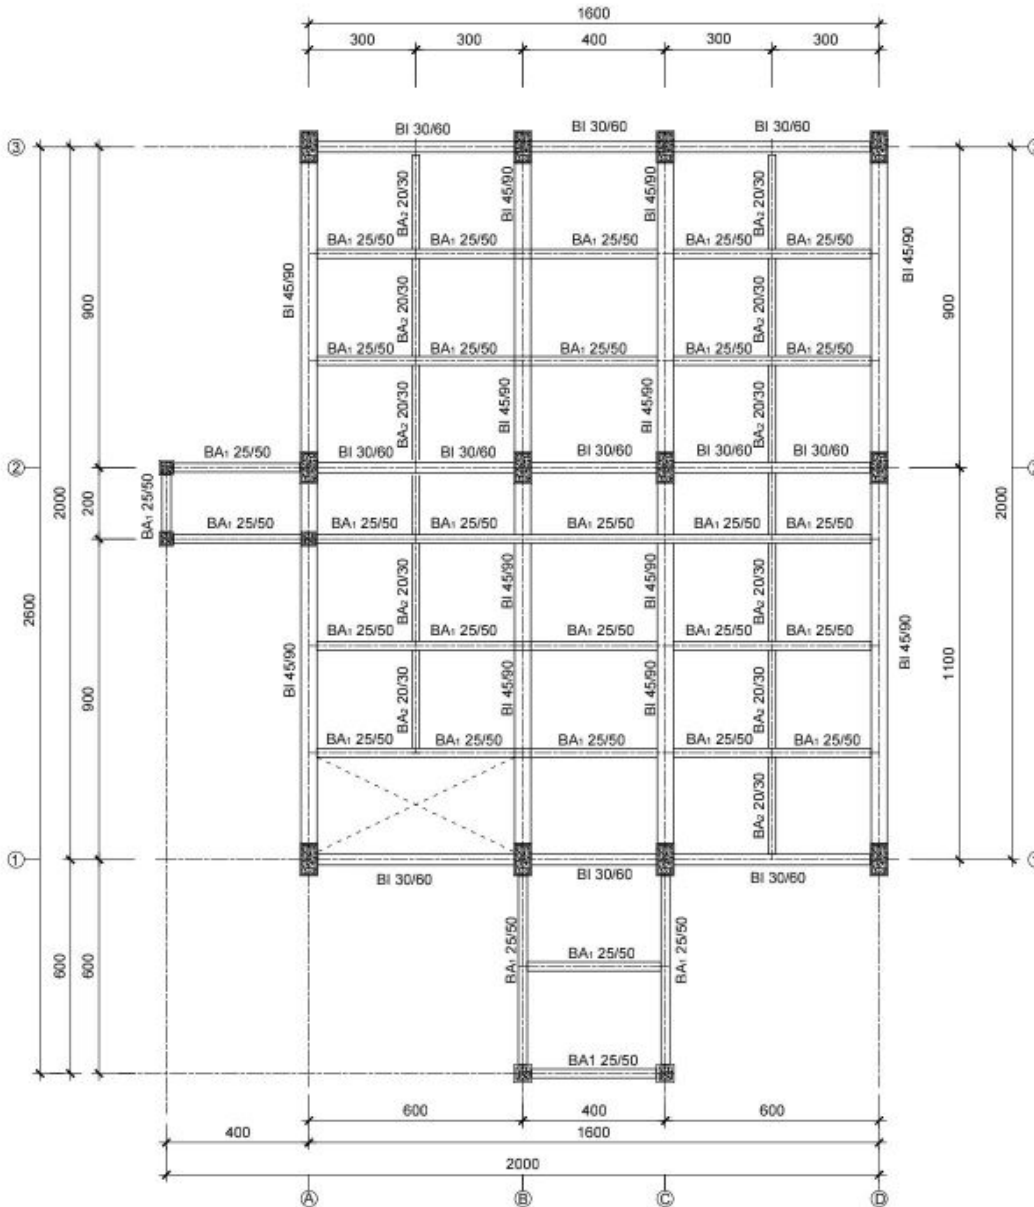 1600
300 300 400 300 300
BI 30/60 BI 30/60 BI 30/60
③
BA₂ 20/30 BI 45/90 BI 45/90 BA₂ 20/30
BA₁ 25/50 BA₁ 25/50 BA₁ 25/50 BA₁ 25/50 BA₁ 25/50
BI 45/90 BI 45/90
900 900
BA₂ 20/30 BA₂ 20/30
BA₁ 25/50 BA₁ 25/50 BA₁ 25/50 BA₁ 25/50 BA₁ 25/50
BA₂ 20/30 BI 45/90 BI 45/90 BA₂ 20/30
BA₁ 25/50 BI 30/60 BI 30/60 BI 30/60 BI 30/60 BI 30/60
②
2000 200 BA₁ 25/50 2000
BA₁ 25/50 BA₁ 25/50 BA₁ 25/50 BA₁ 25/50 BA₁ 25/50 BA₁ 25/50
2600
BA₂ 20/30 BI 45/90 BI 45/90 BA₂ 20/30
BA₁ 25/50 BA₁ 25/50 BA₁ 25/50 BA₁ 25/50 BA₁ 25/50
900 BI 45/90 BI 45/90 1100
BA₂ 20/30 BI 45/90 BI 45/90 BA₂ 20/30
BA₁ 25/50 BA₁ 25/50 BA₁ 25/50 BA₁ 25/50 BA₁ 25/50
BA₂ 20/30
①
BI 30/60 BI 30/60 BI 30/60
600 600 BA₁ 25/50 BA₁ 25/50 BA₁ 25/50
BA1 25/50
600 400 600
400 1600
2000
Ⓐ Ⓑ Ⓒ Ⓓ